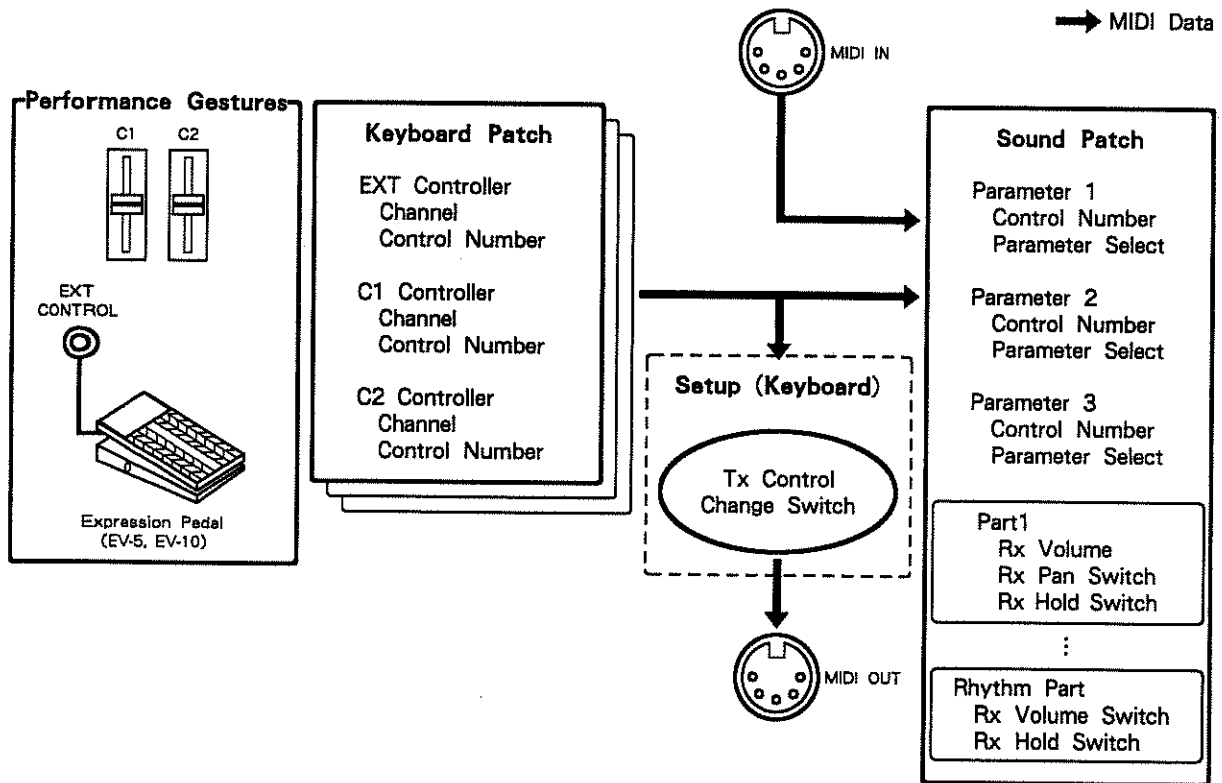 MIDI Data
MIDI IN
Performance Gestures
C1
C2
EXT
CONTROL
Expression Pedal
(EV-5, EV-10)
Keyboard Patch
EXT Controller
Channel
Control Number
C1 Controller
Channel
Control Number
C2 Controller
Channel
Control Number
Setup (Keyboard)
Tx Control
Change Switch
MIDI OUT
Sound Patch
Parameter 1
Control Number
Parameter Select
Parameter 2
Control Number
Parameter Select
Parameter 3
Control Number
Parameter Select
Part1
Rx Volume
Rx Pan Switch
Rx Hold Switch
⋮
Rhythm Part
Rx Volume Switch
Rx Hold Switch